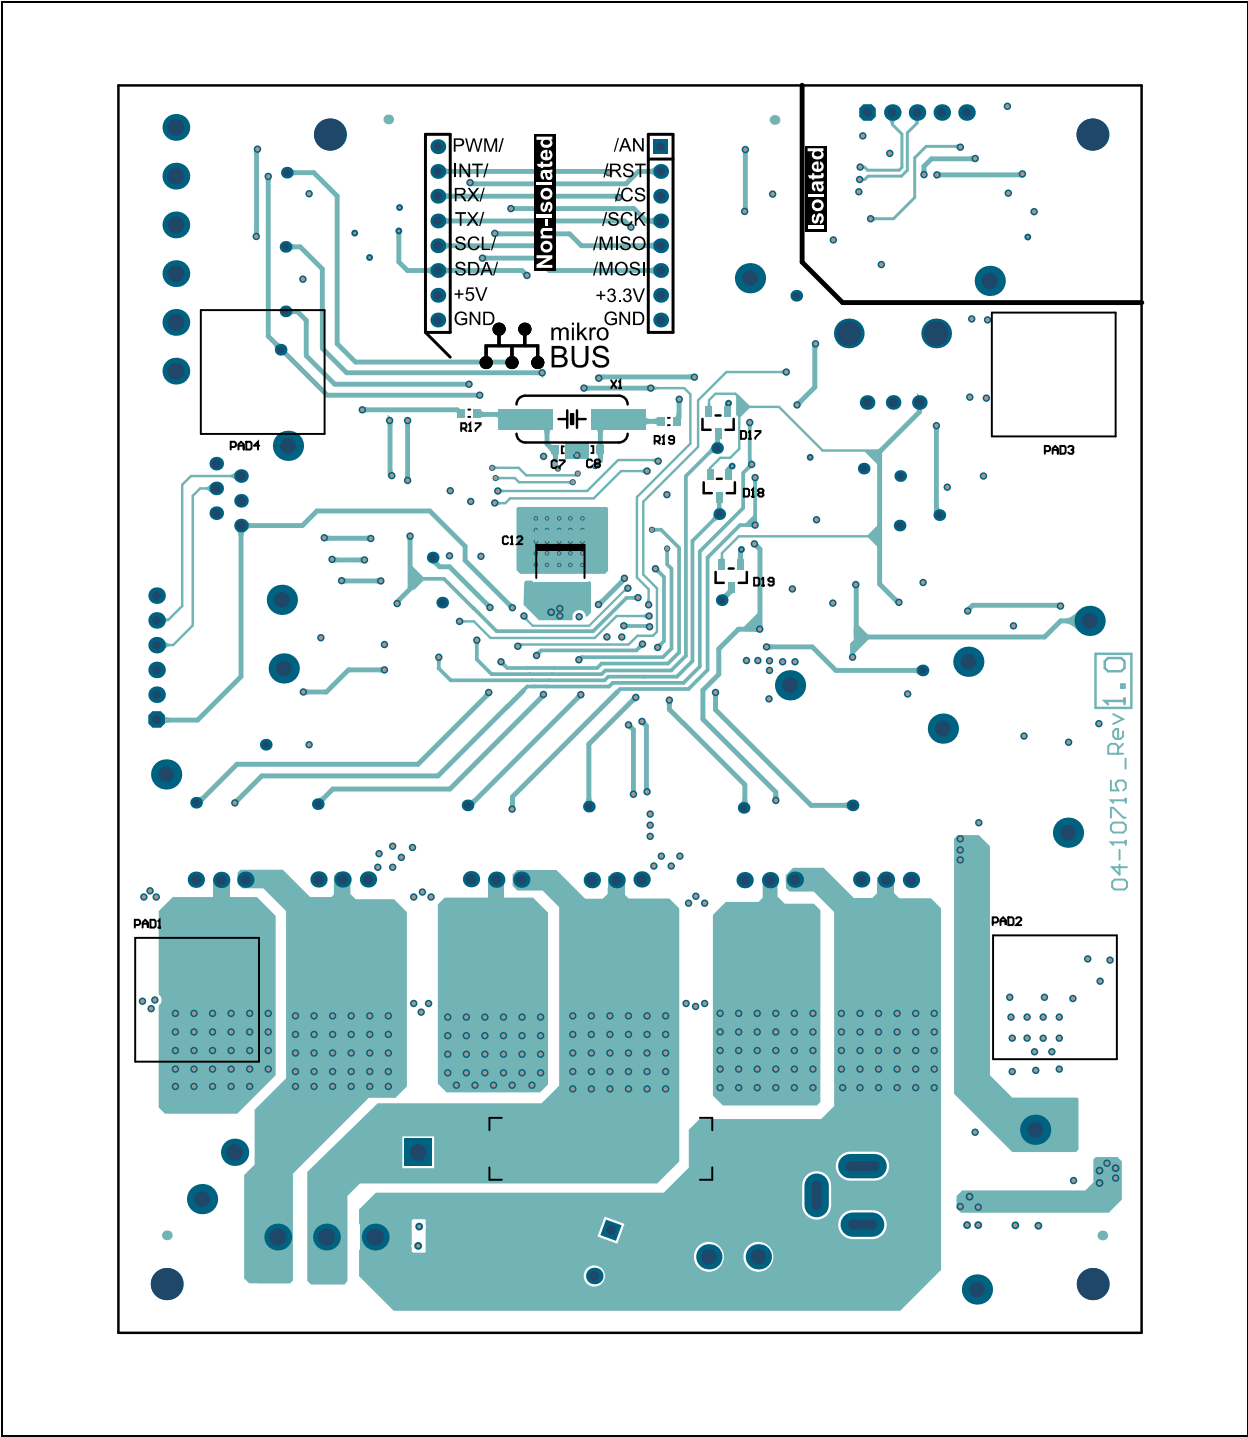 PWM/
/AN
INT/
/RST
RX/
/CS
TX/
/SCK
SCL/
/MISO
SDA/
/MOSI
+5V
+3.3V
GND
GND
Non-Isolated
Isolated
mikro
BUS
X1
R17
R19
D17
PAD4
PAD3
C7
C8
D18
C12
D19
04-10715_Rev 1.0
PAD1
PAD2